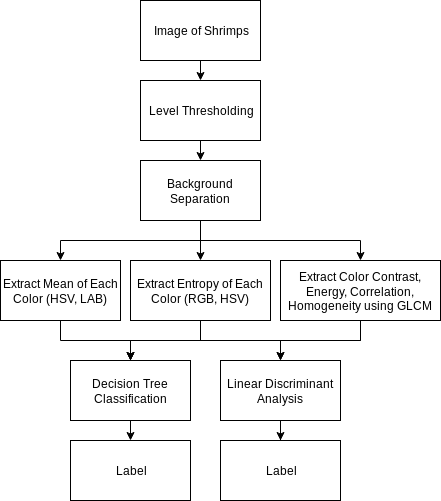 Image of Shrimps
Level Thresholding
Background
Separation
Extract Mean of Each
Color (HSV, LAB)
Extract Entropy of Each
Color (RGB, HSV)
Extract Color Contrast,
Energy, Correlation,
Homogeneity using GLCM
Decision Tree
Classification
Linear Discriminant
Analysis
Label
Label